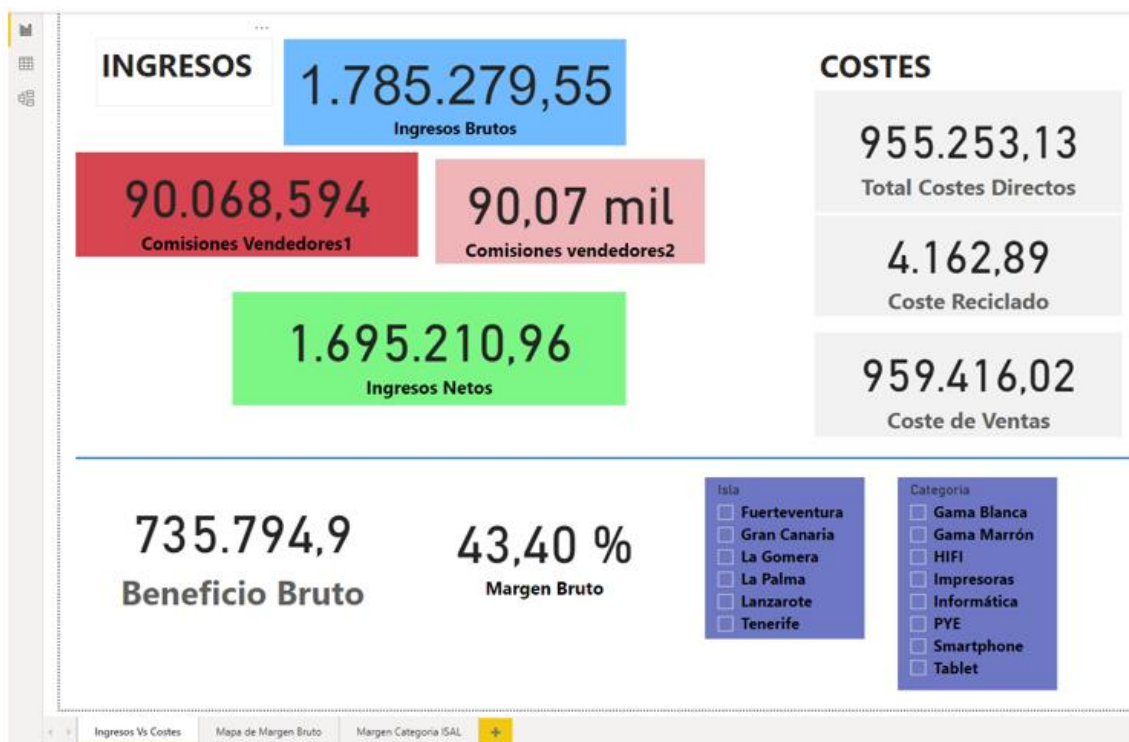 INGRESOS
1.785.279,55
Ingresos Brutos
90.068,594
Comisiones Vendedores1
90,07 mil
Comisiones vendedores2
1.695.210,96
Ingresos Netos
COSTES
955.253,13
Total Costes Directos
4.162,89
Coste Reciclado
959.416,02
Coste de Ventas
735.794,9
Beneficio Bruto
43,40 %
Margen Bruto
Isla
Fuerteventura
Gran Canaria
La Gomera
La Palma
Lanzarote
Tenerife
Categoria
Gama Blanca
Gama Marrón
HIFI
Impresoras
Informática
PYE
Smartphone
Tablet
Ingresos Vs Costes
Mapa de Margen Bruto
Margen Categoria ISAL